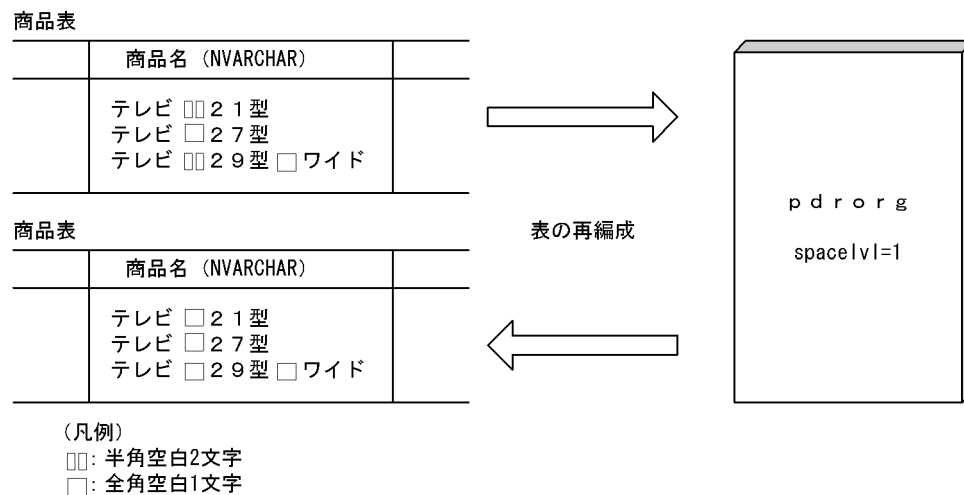 商品表
商品名（NVARCHAR）
テレビ ▯▯２１型
テレビ □２７型
テレビ ▯▯２９型 □ ワイド
表の再編成
ｐｄｒｏｒｇ
spacelvl=1
商品表
商品名（NVARCHAR）
テレビ □２１型
テレビ □２７型
テレビ □２９型 □ ワイド
（凡例）
▯▯：半角空白2文字
□：全角空白1文字